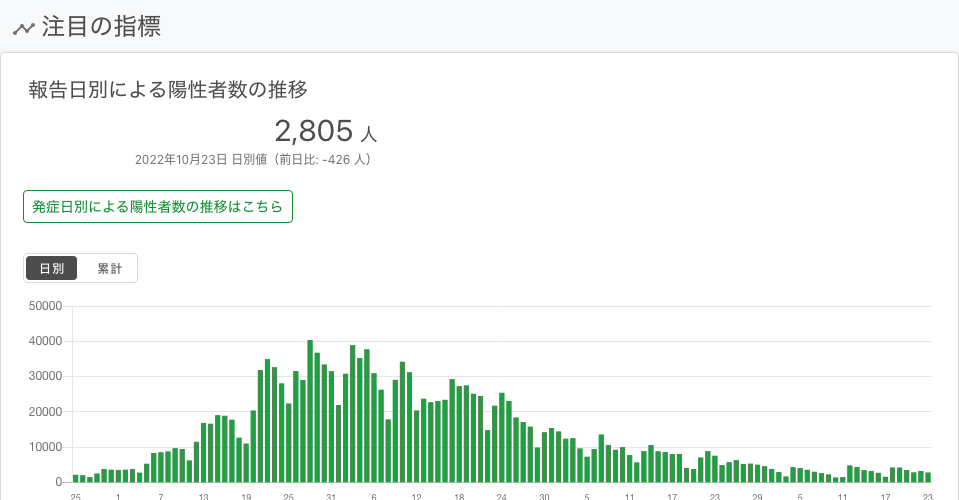 注目の指標
報告日別による陽性者数の推移
2,805 人
2022年10月23日 日別値（前日比: -426 人）
発症日別による陽性者数の推移はこちら
日別 累計
50000
40000
30000
20000
10000
0
25 1 7 13 19 25 31 6 12 18 24 30 5 11 17 23 29 5 11 17 23